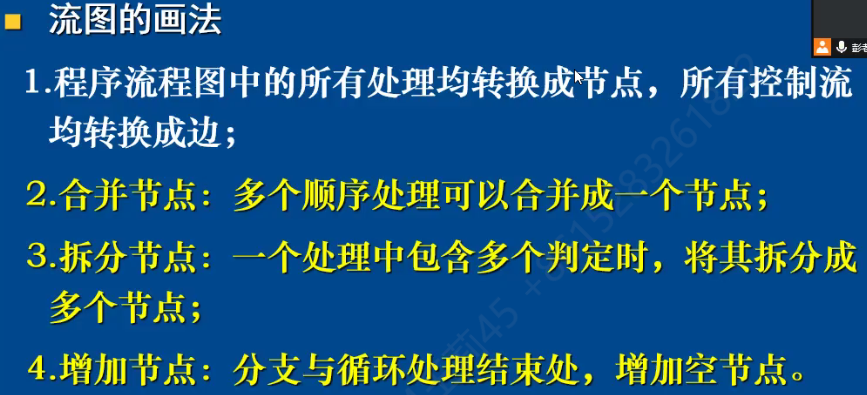 流图的画法
1.程序流程图中的所有处理均转换成节点，所有控制流
均转换成边；
2.合并节点：多个顺序处理可以合并成一个节点；
3.拆分节点：一个处理中包含多个判定时，将其拆分成
多个节点；
4.增加节点：分支与循环处理结束处，增加空节点。